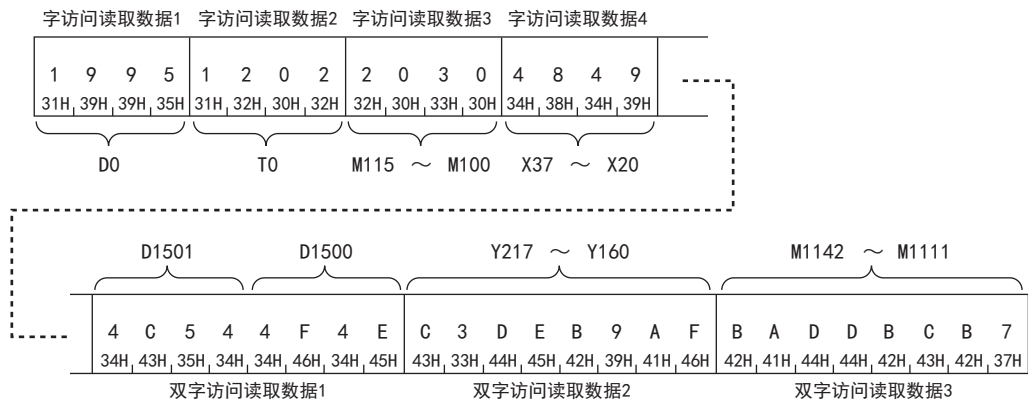 字访问读取数据1 字访问读取数据2 字访问读取数据3 字访问读取数据4
1 9 9 5 1 2 0 2 2 0 3 0 4 8 4 9
31H 39H 39H 35H 31H 32H 30H 32H 32H 30H 33H 30H 34H 38H 34H 39H
D0 T0 M115 ～ M100 X37 ～ X20
D1501 D1500 Y217 ～ Y160 M1142 ～ M1111
4 C 5 4 4 F 4 E C 3 D E B 9 A F B A D D B C B 7
34H 43H 35H 34H 34H 46H 34H 45H 43H 33H 44H 45H 42H 39H 41H 46H 42H 41H 44H 44H 42H 43H 42H 37H
双字访问读取数据1 双字访问读取数据2 双字访问读取数据3